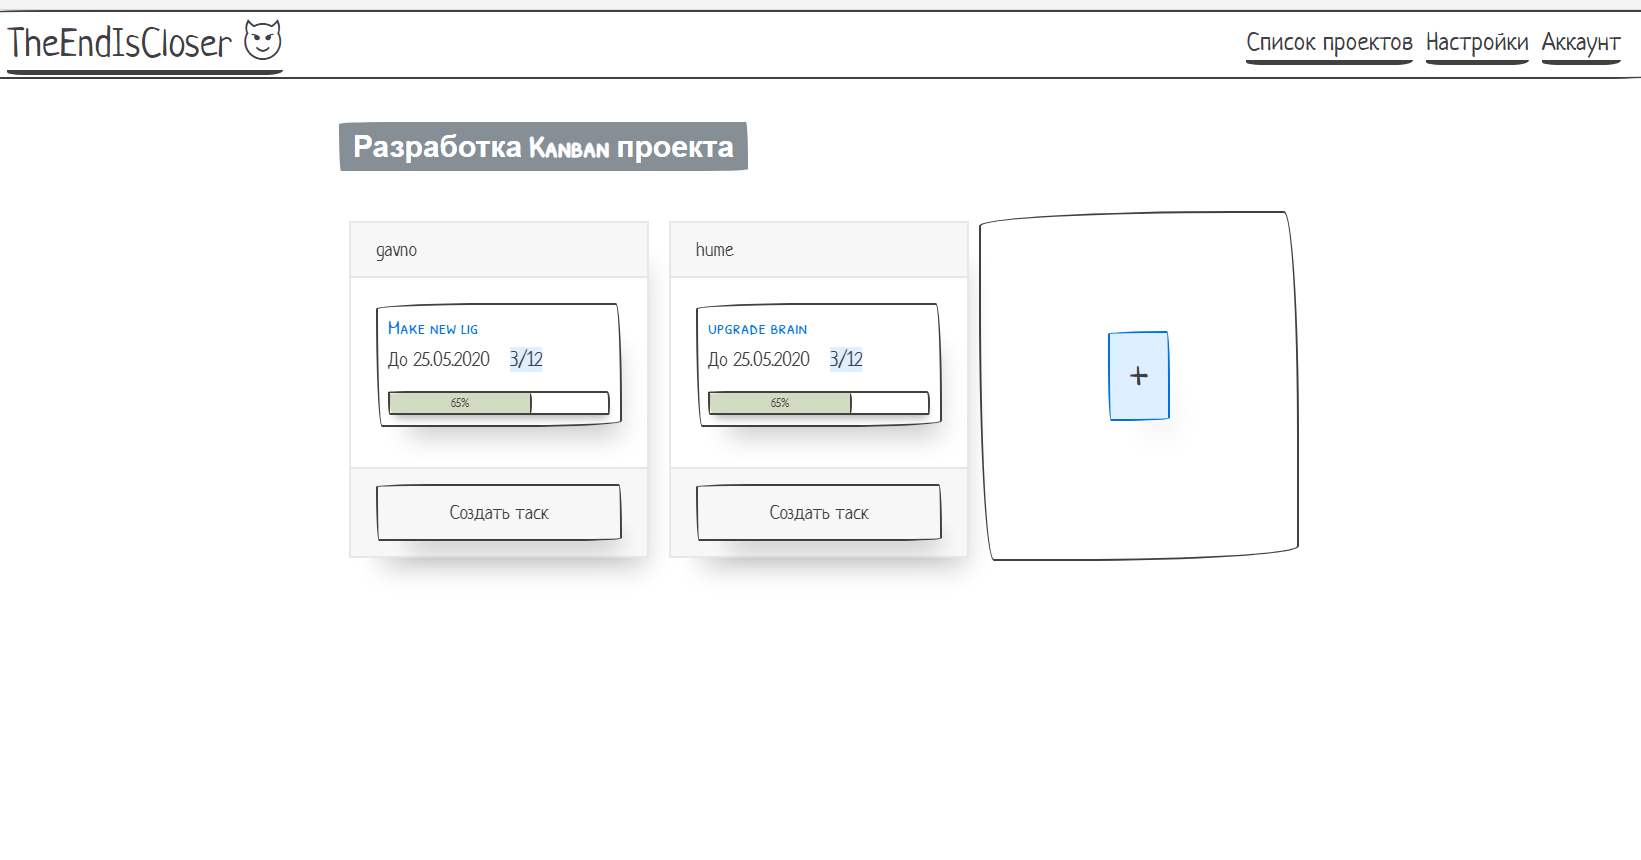 TheEndIsCloser
Список проектов Настройки Аккаунт
Разработка Kanban проекта
gavno
Make new lig
До 25.05.2020 3/12
65%
Создать таск
hume
upgrade brain
До 25.05.2020 3/12
65%
Создать таск
+